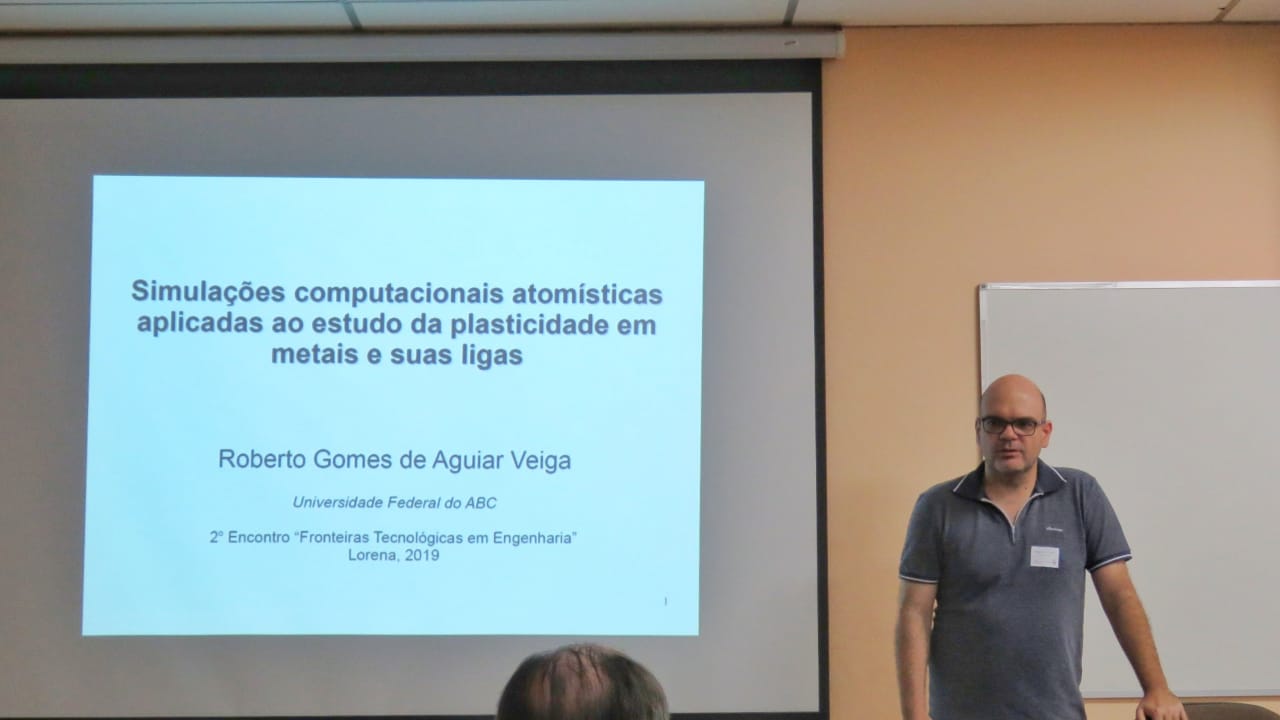 Simulações computacionais atomísticas
aplicadas ao estudo da plasticidade em
metais e suas ligas
Roberto Gomes de Aguiar Veiga
Universidade Federal do ABC
2º Encontro “Fronteiras Tecnológicas em Engenharia”
Lorena, 2019
1